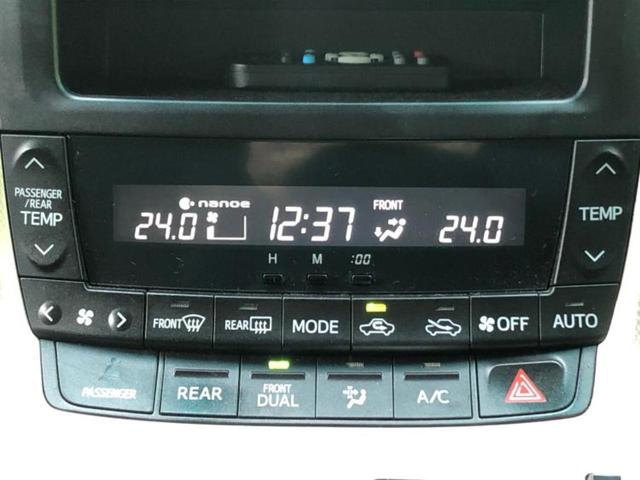 PASSENGER
/REAR
TEMP
nanoe
24.0
12:37
FRONT
24.0
TEMP
H M :00
FRONT
REAR
MODE
OFF
AUTO
PASSENGER
REAR
FRONT
DUAL
A/C